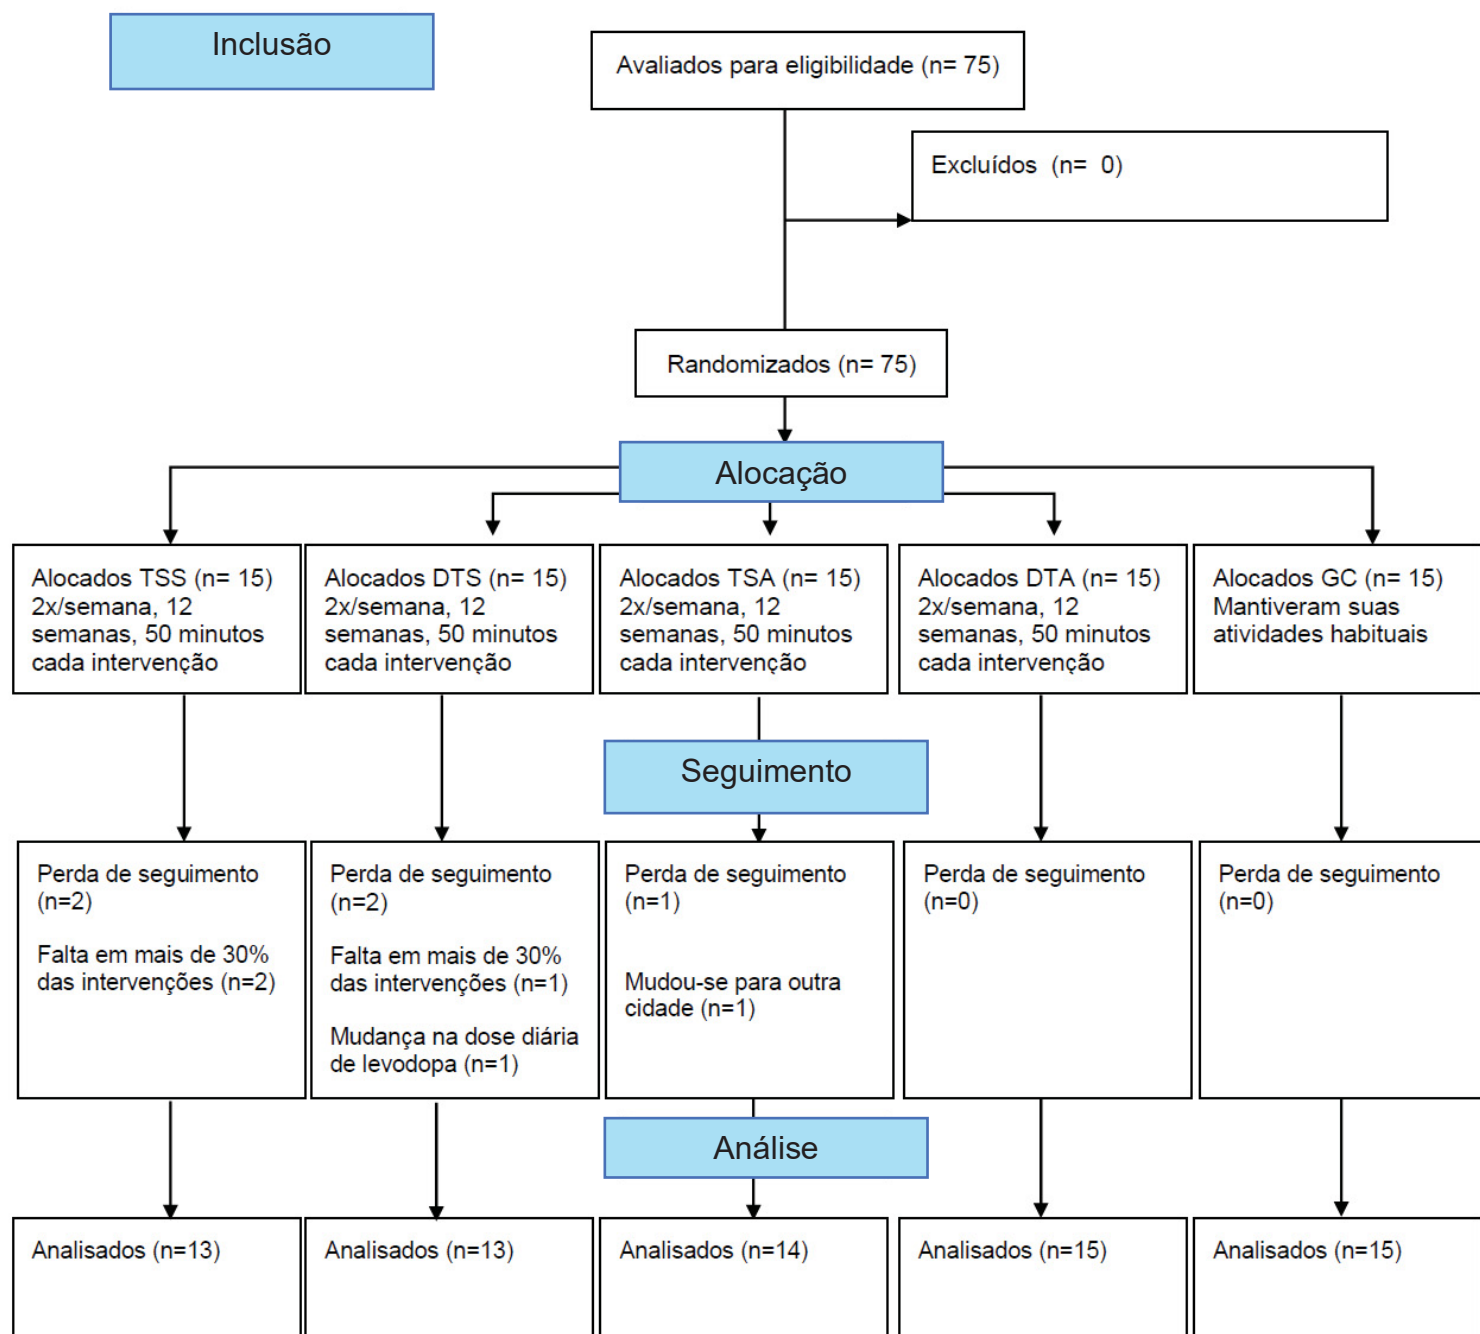 Inclusão
Avaliados para eligibilidade (n= 75)
Excluídos (n= 0)
Randomizados (n= 75)
Alocação
Alocados TSS (n= 15)
2x/semana, 12
semanas, 50 minutos
cada intervenção
Alocados DTS (n= 15)
2x/semana, 12
semanas, 50 minutos
cada intervenção
Alocados TSA (n= 15)
2x/semana, 12
semanas, 50 minutos
cada intervenção
Alocados DTA (n= 15)
2x/semana, 12
semanas, 50 minutos
cada intervenção
Alocados GC (n= 15)
Mantiveram suas
atividades habituais
Seguimento
Perda de seguimento
(n=2)
Falta em mais de 30%
das intervenções (n=2)
Perda de seguimento
(n=2)
Falta em mais de 30%
das intervenções (n=1)
Mudança na dose diária
de levodopa (n=1)
Perda de seguimento
(n=1)
Mudou-se para outra
cidade (n=1)
Perda de seguimento
(n=0)
Perda de seguimento
(n=0)
Análise
Analisados (n=13)
Analisados (n=13)
Analisados (n=14)
Analisados (n=15)
Analisados (n=15)